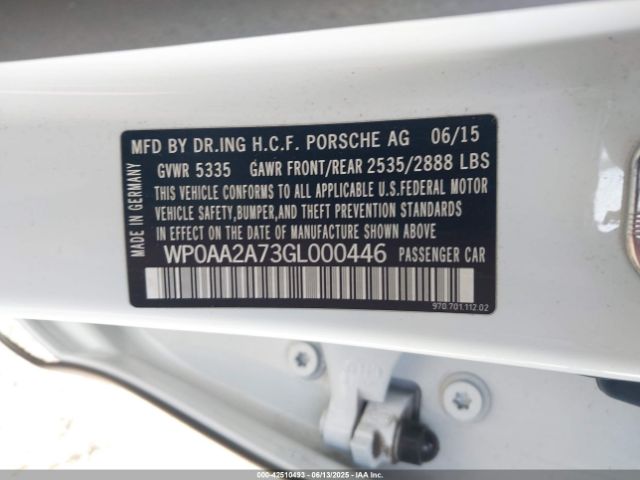 MFD BY DR.ING H.C.F. PORSCHE AG 06/15
GVWR 5335 GAWR FRONT/REAR 2535/2888 LBS
THIS VEHICLE CONFORMS TO ALL APPLICABLE U.S.FEDERAL MOTOR
VEHICLE SAFETY,BUMPER,AND THEFT PREVENTION STANDARDS
IN EFFECT ON THE DATE OF MANUFACTURE SHOWN ABOVE
WP0AA2A73GL000446 PASSENGER CAR
MADE IN GERMANY
970.701.112.02
000-42510493 - 06/13/2025 - IAAI.COM